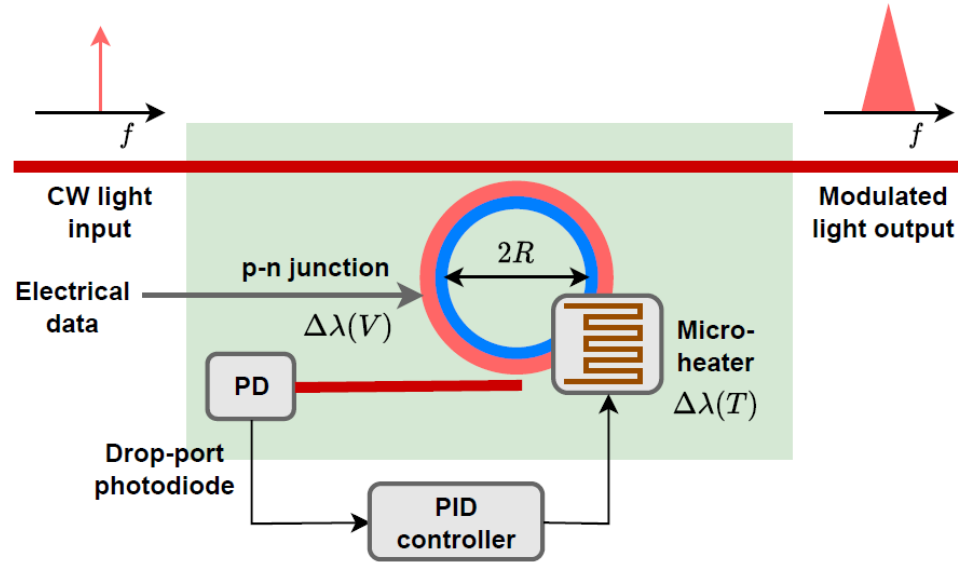 f
f
CW light
input
Modulated
light output
2R
p-n junction
Electrical
data
Δλ(V)
Micro-
heater
Δλ(T)
PD
Drop-port
photodiode
PID
controller